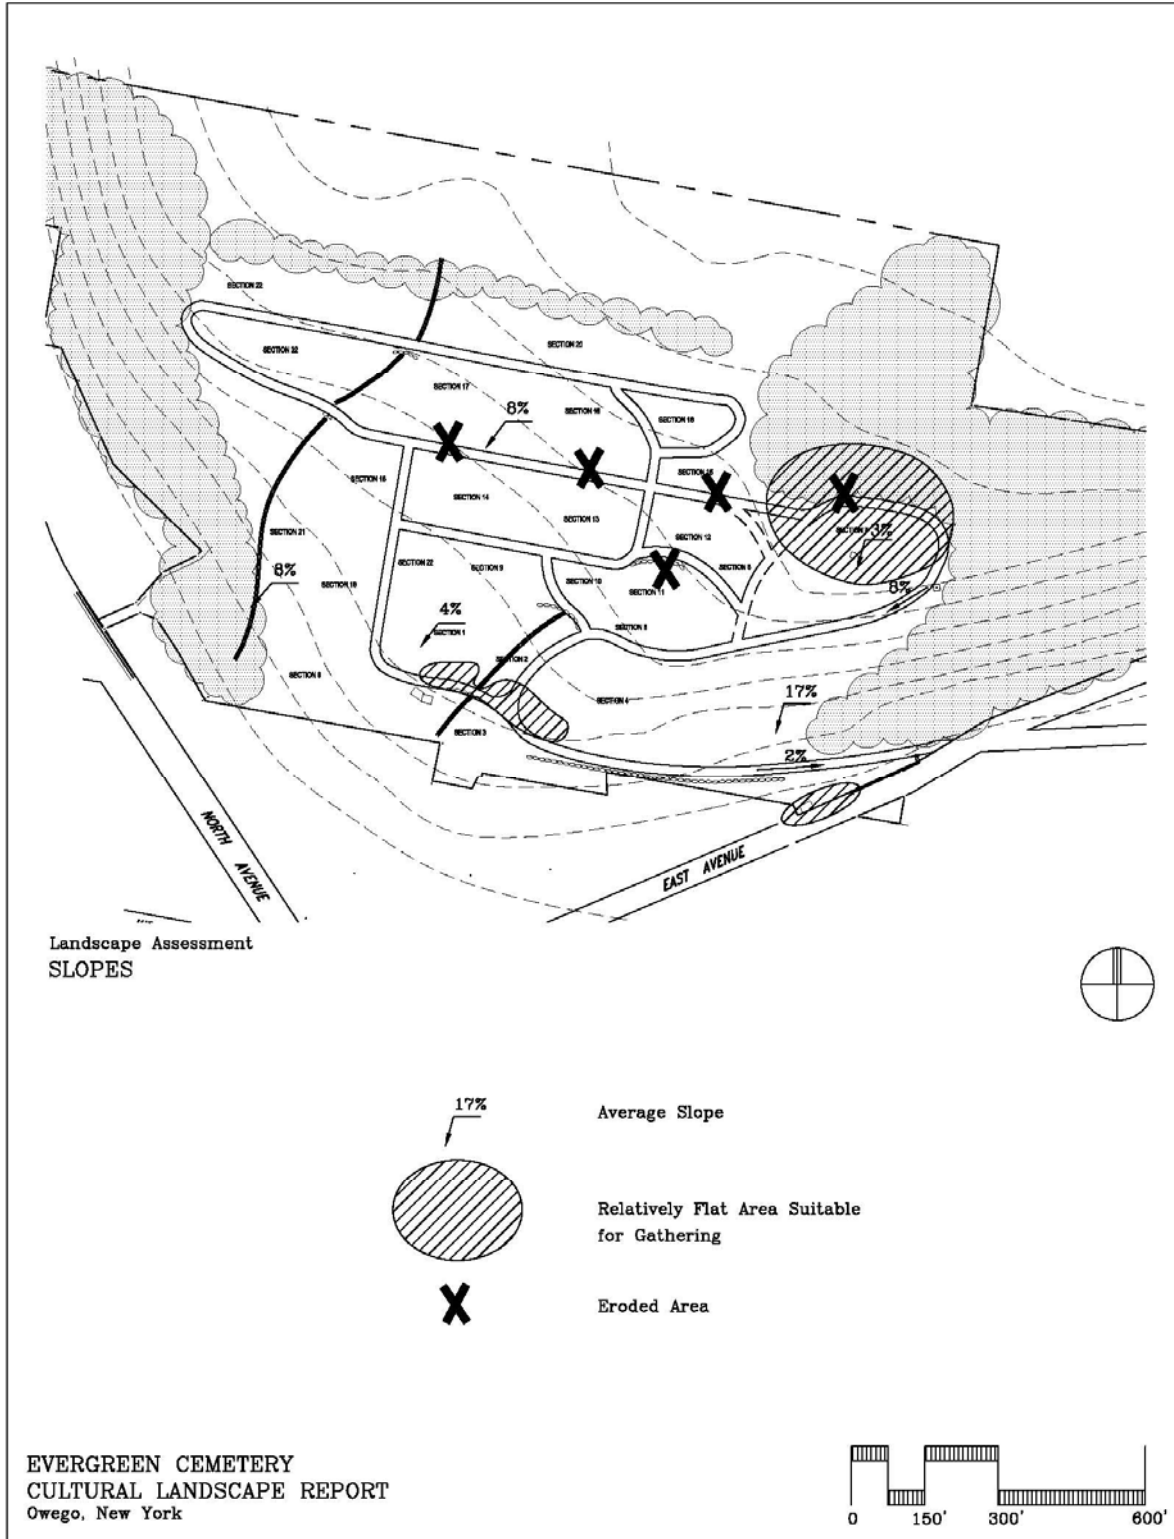 SECTION 22
SECTION 22
SECTION 20
SECTION 17
SECTION 16
SECTION 18
8%
SECTION 15
SECTION 14
SECTION 13
SECTION 12
3%
SECTION 21
8%
SECTION 19
SECTION 22
SECTION 9
SECTION 10
SECTION 11
8%
4%
SECTION 1
SECTION 2
SECTION 6
SECTION 4
17%
SECTION 3
2%
NORTH AVENUE
EAST AVENUE
Landscape Assessment
SLOPES
17%
Average Slope
Relatively Flat Area Suitable
for Gathering
Eroded Area
EVERGREEN CEMETERY
CULTURAL LANDSCAPE REPORT
Owego, New York
0 150' 300' 600'